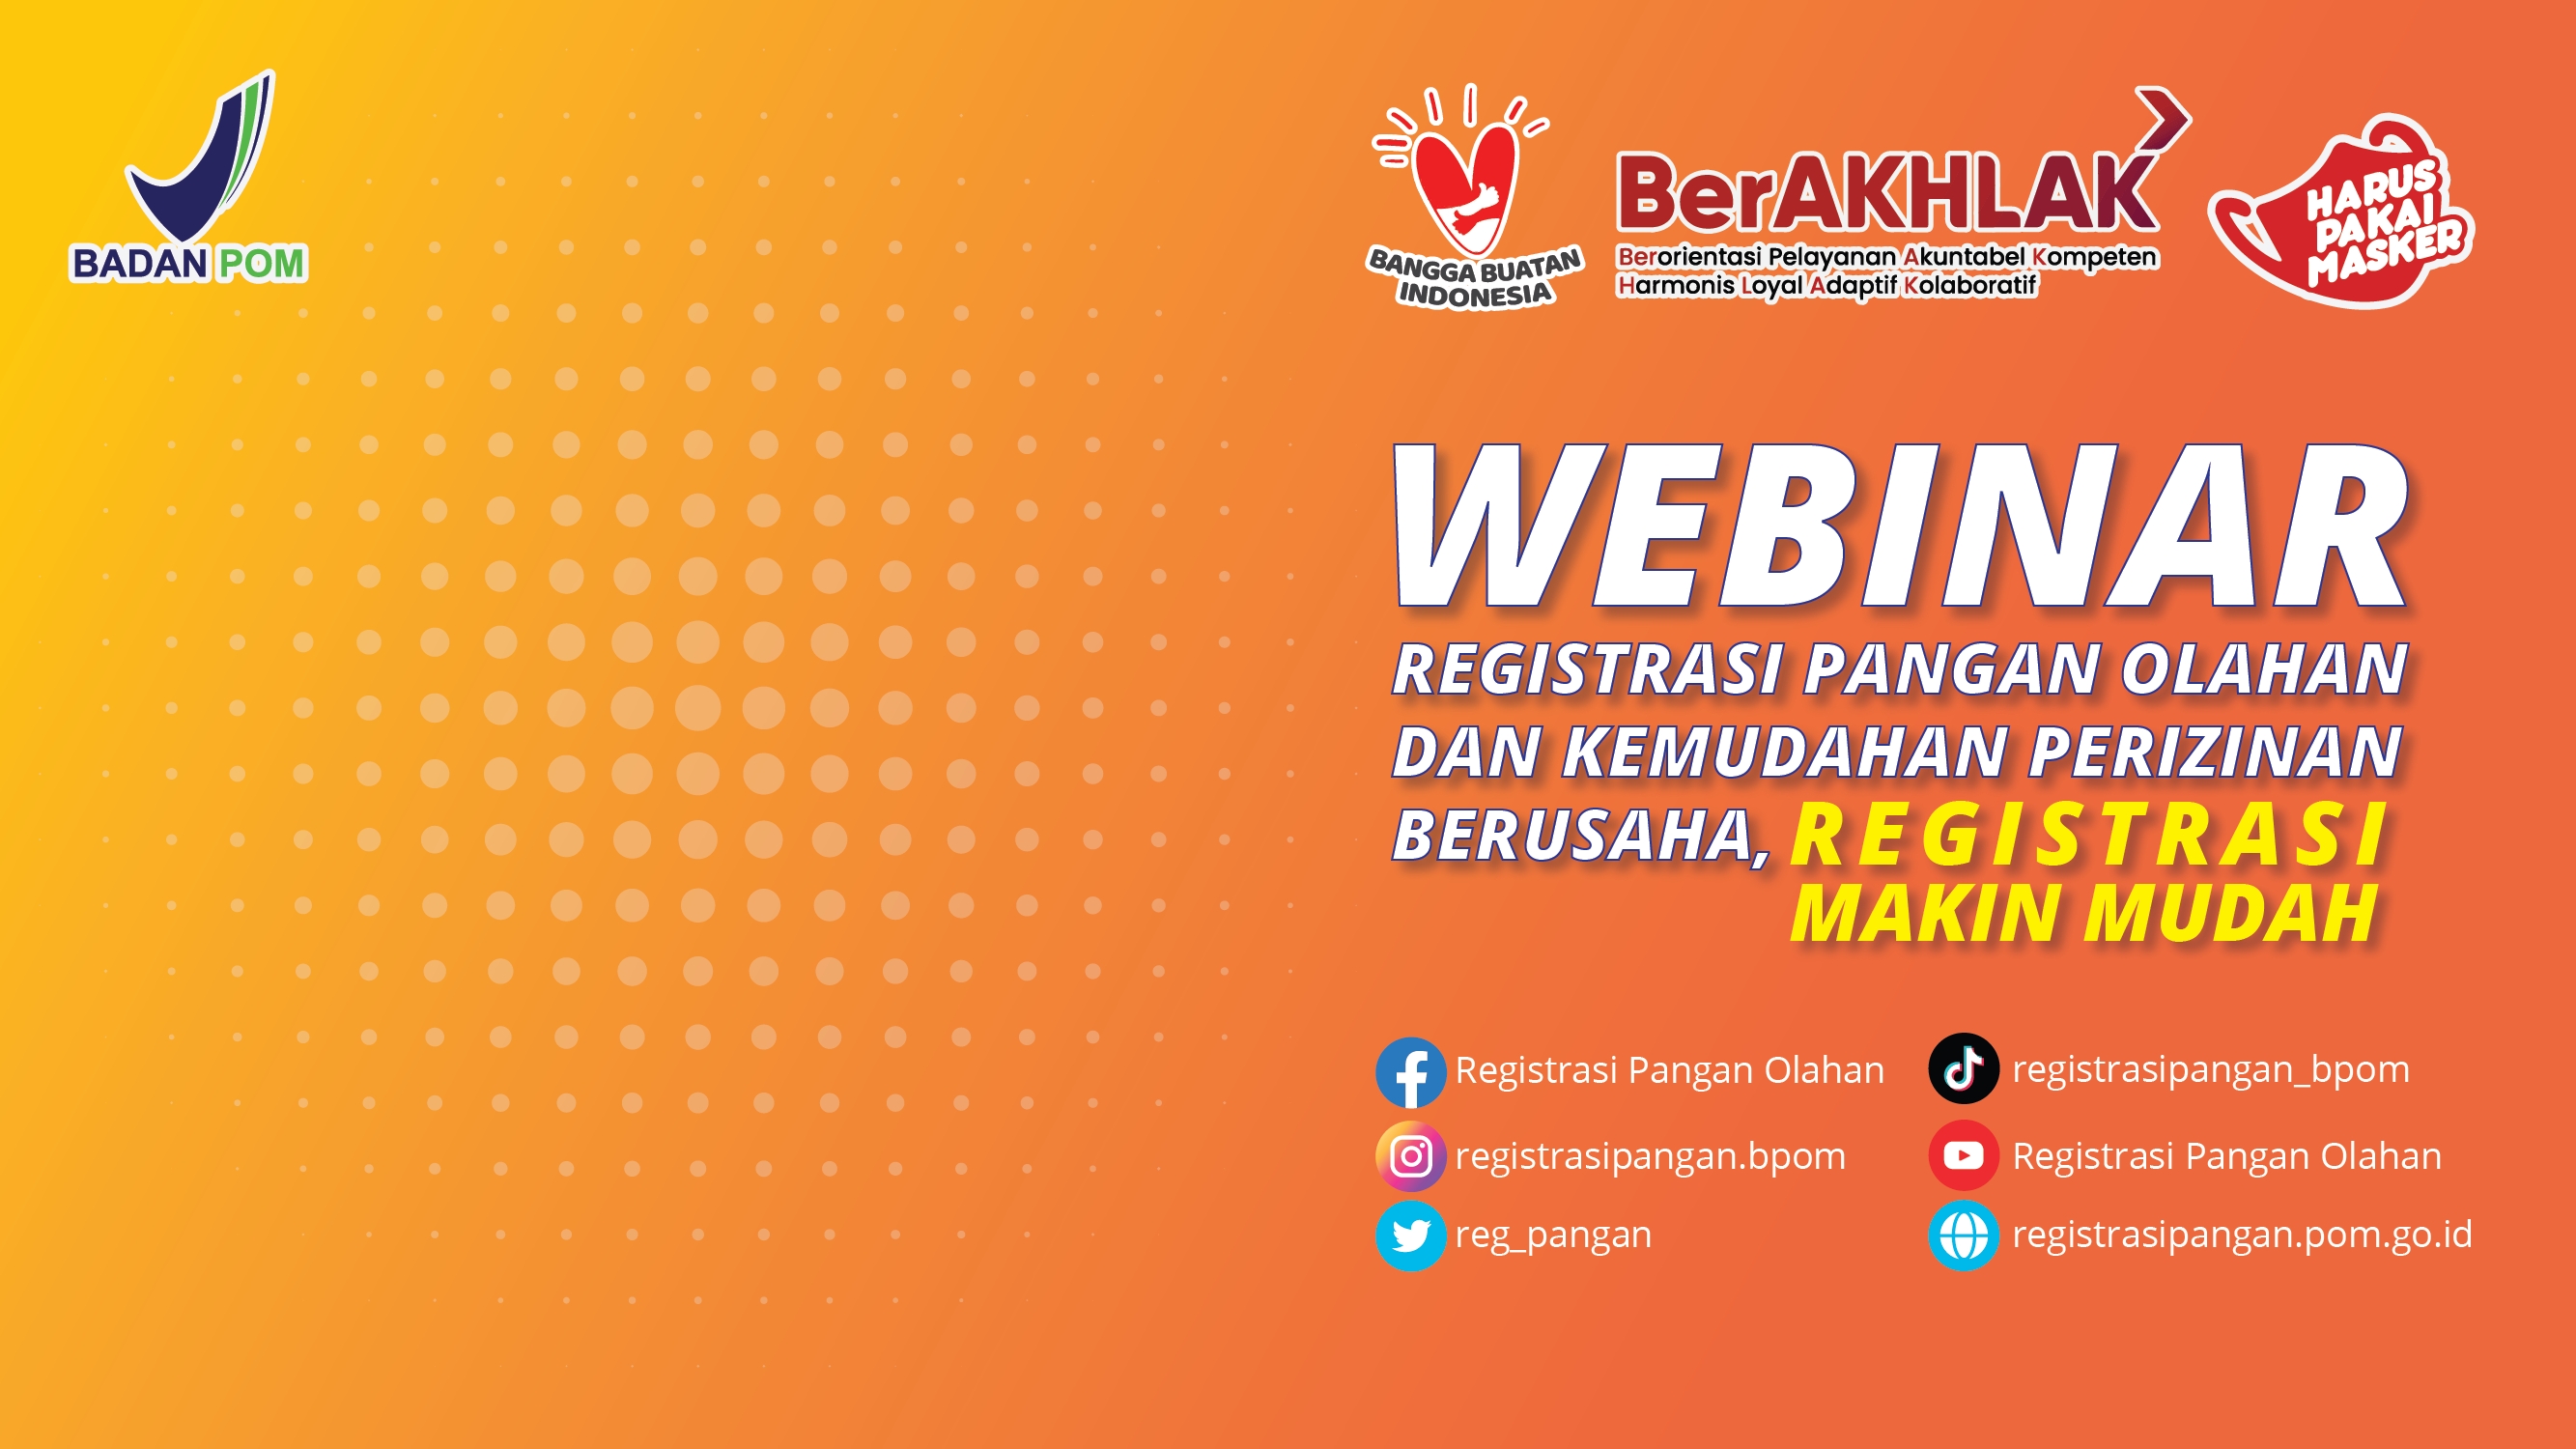 BADAN POM
BANGGA BUATAN
INDONESIA
BerAKHLAK
Berorientasi Pelayanan Akuntabel Kompeten
Harmonis Loyal Adaptif Kolaboratif
HARUS
PAKAI
MASKER
WEBINAR
REGISTRASI PANGAN OLAHAN
DAN KEMUDAHAN PERIZINAN
BERUSAHA, REGISTRASI
MAKIN MUDAH
Registrasi Pangan Olahan
registrasipangan.bpom
reg_pangan
registrasipangan_bpom
Registrasi Pangan Olahan
registrasipangan.pom.go.id